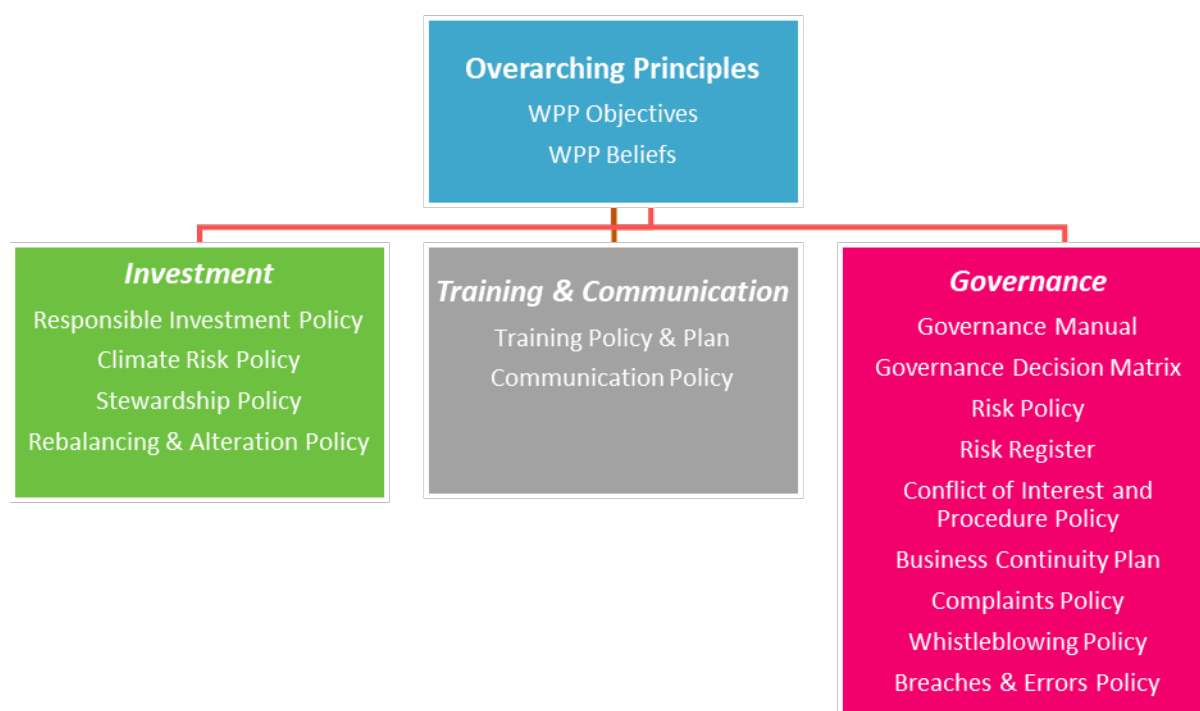 Overarching Principles
WPP Objectives
WPP Beliefs
Investment
Responsible Investment Policy
Climate Risk Policy
Stewardship Policy
Rebalancing & Alteration Policy
Training & Communication
Training Policy & Plan
Communication Policy
Governance
Governance Manual
Governance Decision Matrix
Risk Policy
Risk Register
Conflict of Interest and
Procedure Policy
Business Continuity Plan
Complaints Policy
Whistleblowing Policy
Breaches & Errors Policy